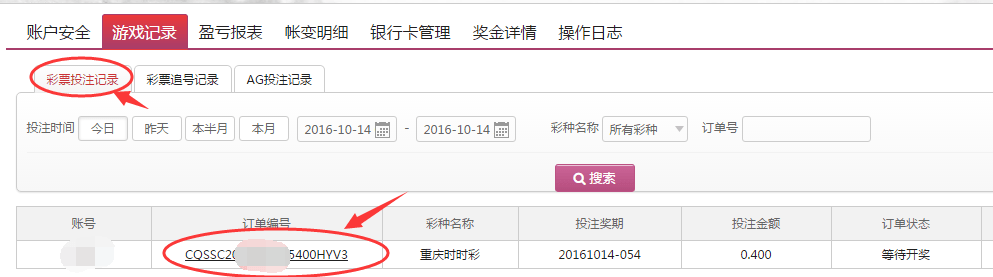 账户安全 游戏记录 盈亏报表 帐变明细 银行卡管理 奖金详情 操作日志
彩票投注记录 彩票追号记录 AG投注记录
投注时间 今日 昨天 本半月 本月 2016-10-14 - 2016-10-14 彩种名称 所有彩种 订单号
搜索
账号 订单编号 彩种名称 投注奖期 投注金额 订单状态
CQSSC20 5400HYV3 重庆时时彩 20161014-054 0.400 等待开奖